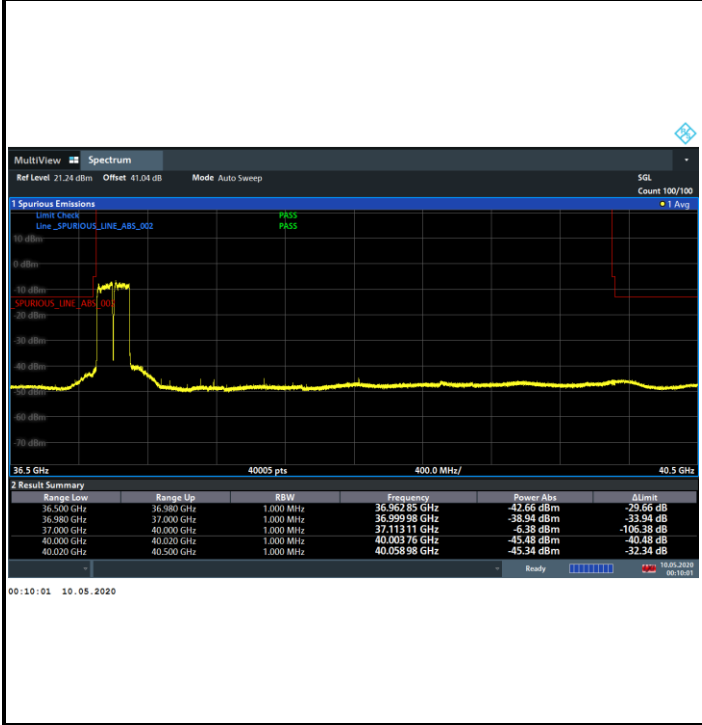 MultiView Spectrum
Ref Level 21.24 dBm Offset 41.04 dB Mode Auto Sweep SGL
Count 100/100
1 Spurious Emissions 1 Avg
Limit Check PASS
Line _SPURIOUS_LINE_ABS_002 PASS
10 dBm
0 dBm
-10 dBm
_SPURIOUS_LINE_ABS_002
-20 dBm
-30 dBm
-40 dBm
-50 dBm
-60 dBm
-70 dBm
36.5 GHz 40005 pts 400.0 MHz/ 40.5 GHz
2 Result Summary
Range Low Range Up RBW Frequency Power Abs ΔLimit
36.500 GHz 36.980 GHz 1.000 MHz 36.962 85 GHz -42.66 dBm -29.66 dB
36.980 GHz 37.000 GHz 1.000 MHz 36.999 98 GHz -38.94 dBm -33.94 dB
37.000 GHz 40.000 GHz 1.000 MHz 37.113 11 GHz -6.38 dBm -106.38 dB
40.000 GHz 40.020 GHz 1.000 MHz 40.003 76 GHz -45.48 dBm -40.48 dB
40.020 GHz 40.500 GHz 1.000 MHz 40.058 98 GHz -45.34 dBm -32.34 dB
Ready 10.05.2020
00:10:01
00:10:01 10.05.2020